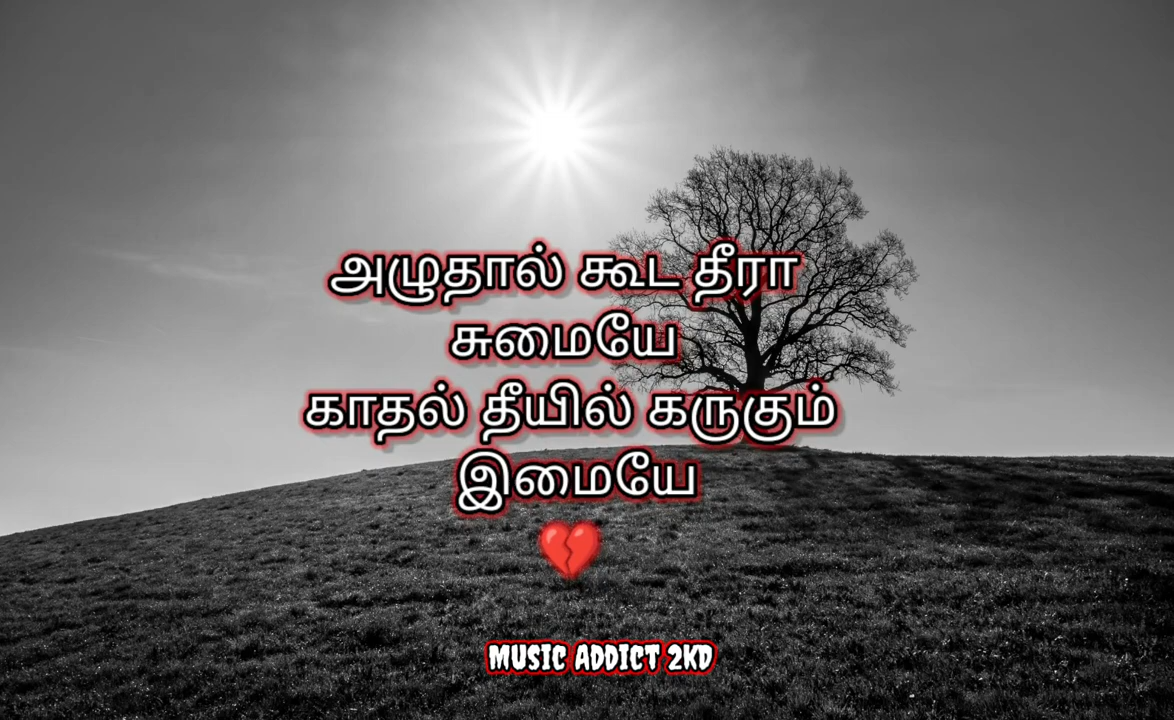 அழுதால் கூட தீரா
சுமையே
காதல் தீயில் கருகும்
இமையே
💔
MUSIC ADDICT 2KD